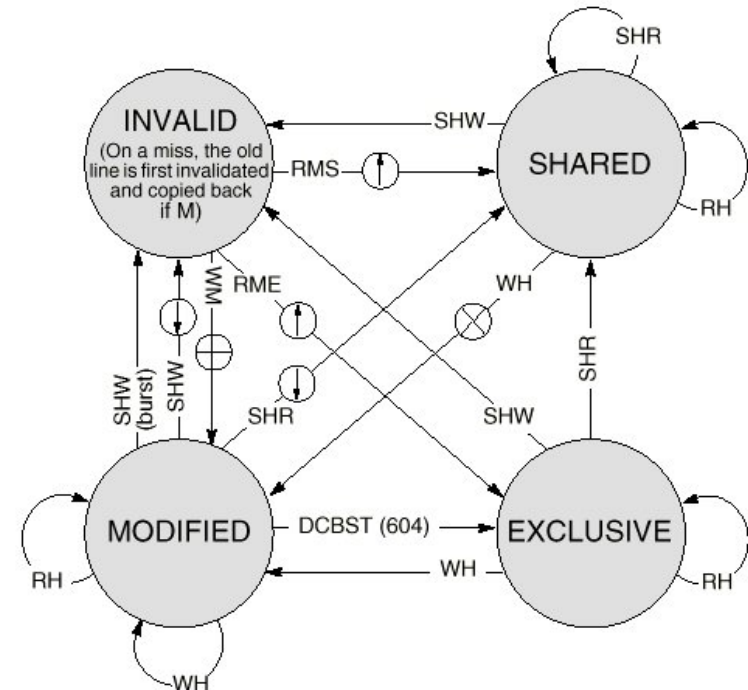 SHR
INVALID
(On a miss, the old
line is first invalidated
and copied back
if M)
SHW
RMS
SHARED
RH
WM
RME
WH
SHW
(burst)
SHW
SHR
SHW
SHR
MODIFIED
DCBST (604)
EXCLUSIVE
WH
RH
RH
WH